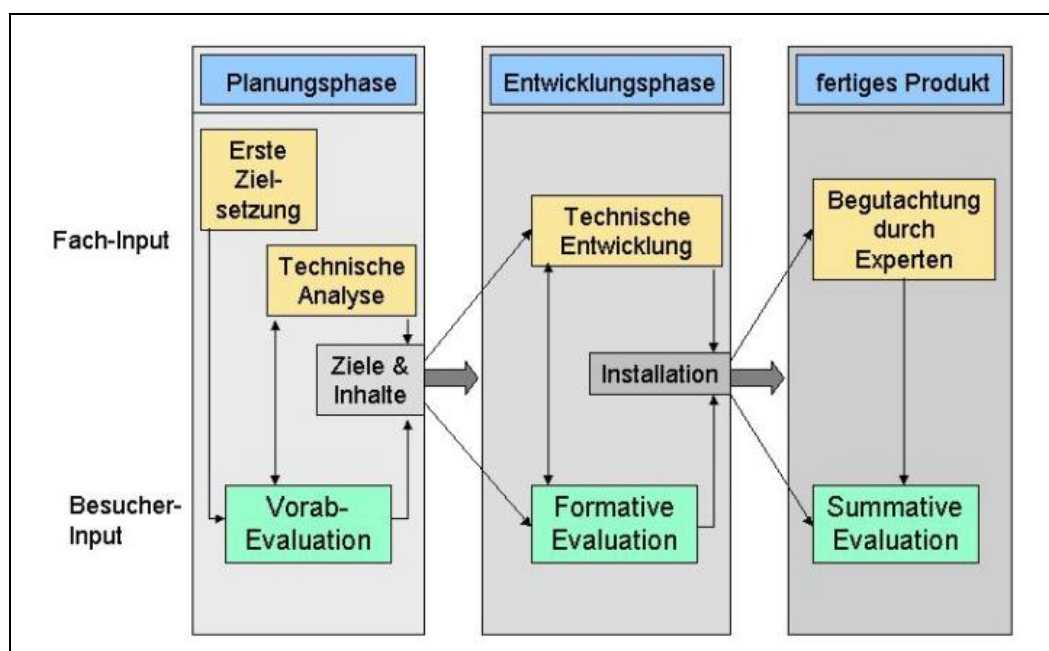 Planungsphase
Entwicklungsphase
fertiges Produkt
Fach-Input
Erste
Ziel-
setzung
Technische
Analyse
Ziele &
Inhalte
Technische
Entwicklung
Installation
Begutachtung
durch
Experten
Besucher-
Input
Vorab-
Evaluation
Formative
Evaluation
Summative
Evaluation